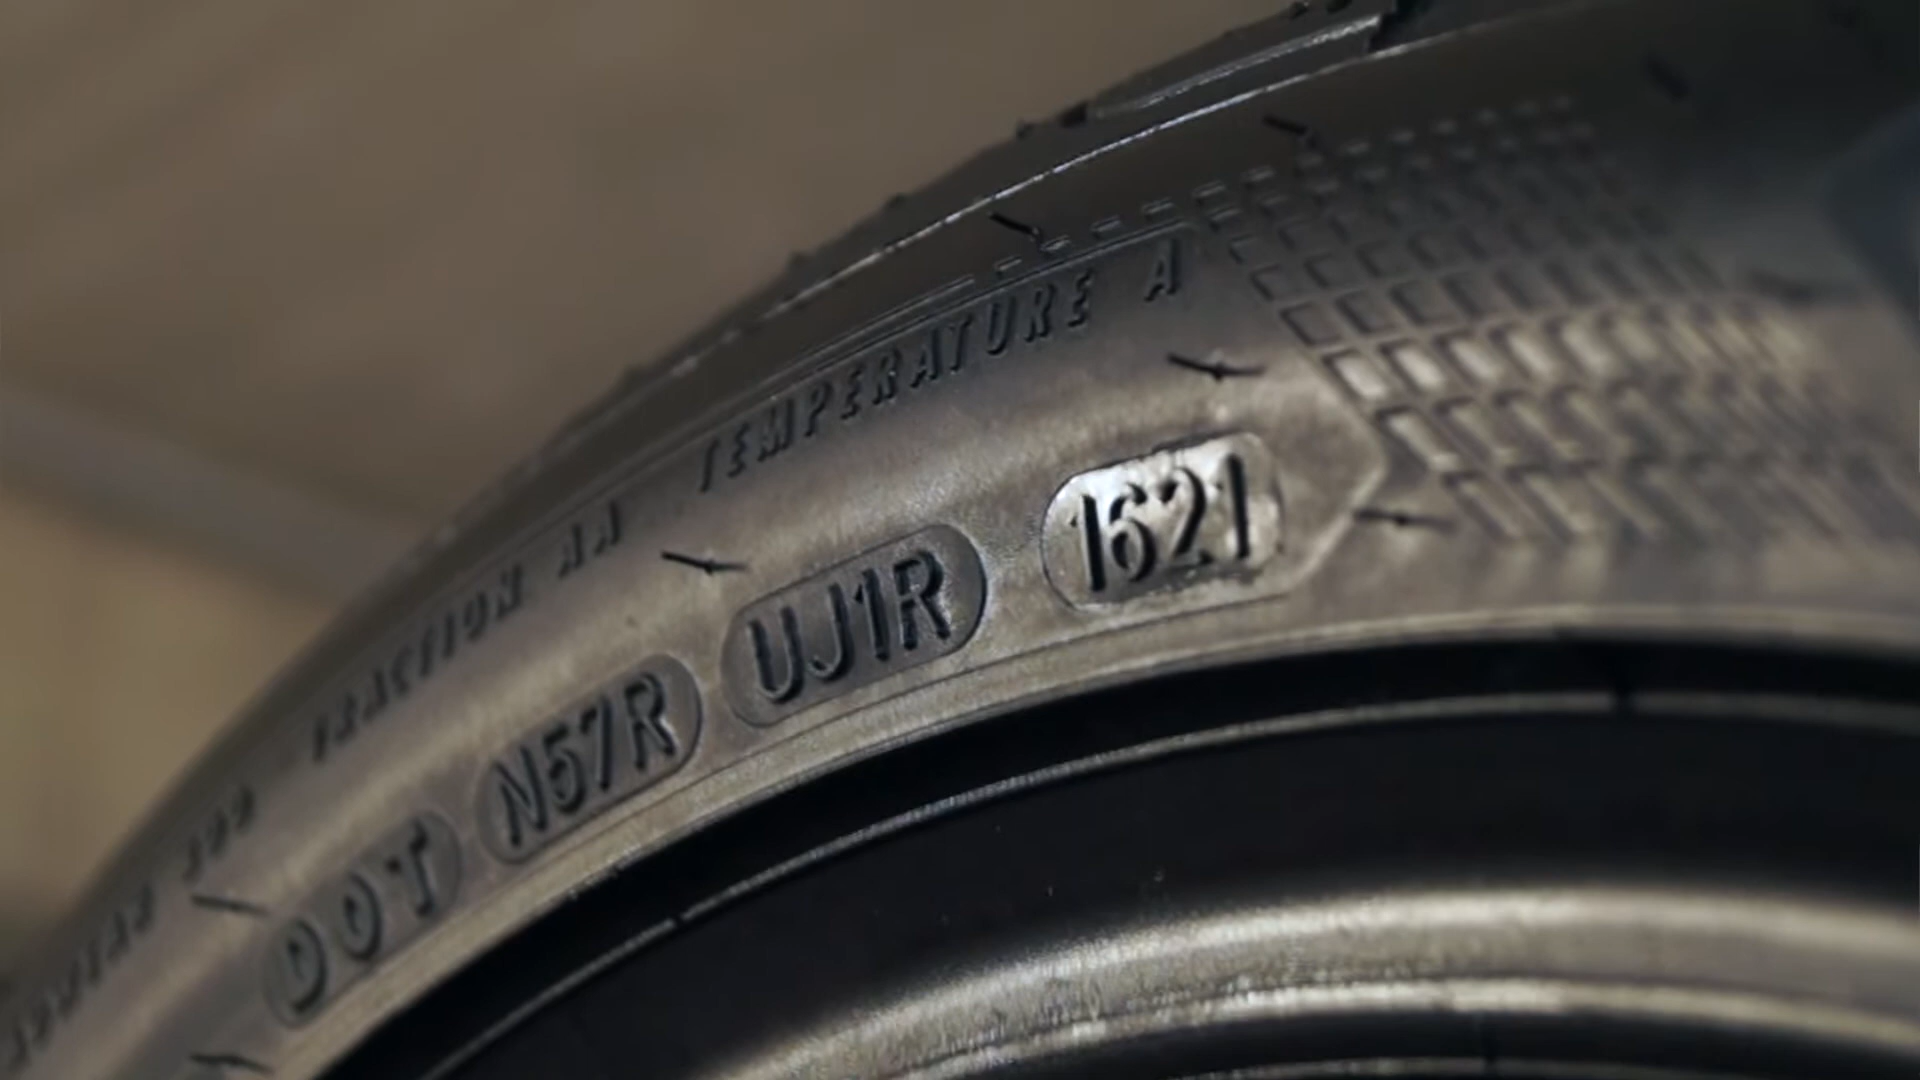 TRACTION AA TEMPERATURE A
DOT N57R UJ1R 1621